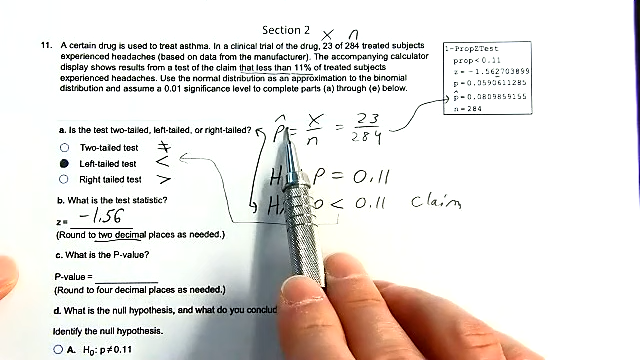 Section 2
x n
11. A certain drug is used to treat asthma. In a clinical trial of the drug, 23 of 284 treated subjects
experienced headaches (based on data from the manufacturer). The accompanying calculator
display shows results from a test of the claim that less than 11% of treated subjects
experienced headaches. Use the normal distribution as an approximation to the binomial
distribution and assume a 0.01 significance level to complete parts (a) through (e) below.
1-PropZTest
prop<0.11
z=-1.562703899
p=0.0590611285
p̂=0.0809859155
n=284
a. Is the test two-tailed, left-tailed, or right-tailed?
Two-tailed test ≠
Left-tailed test <
Right tailed test >
p̂ = x/n = 23/284
P = 0.11
< 0.11 claim
b. What is the test statistic?
z= -1.56
(Round to two decimal places as needed.)
c. What is the P-value?
P-value =
(Round to four decimal places as needed.)
d. What is the null hypothesis, and what do you conclud
Identify the null hypothesis.
A. H₀: p≠0.11